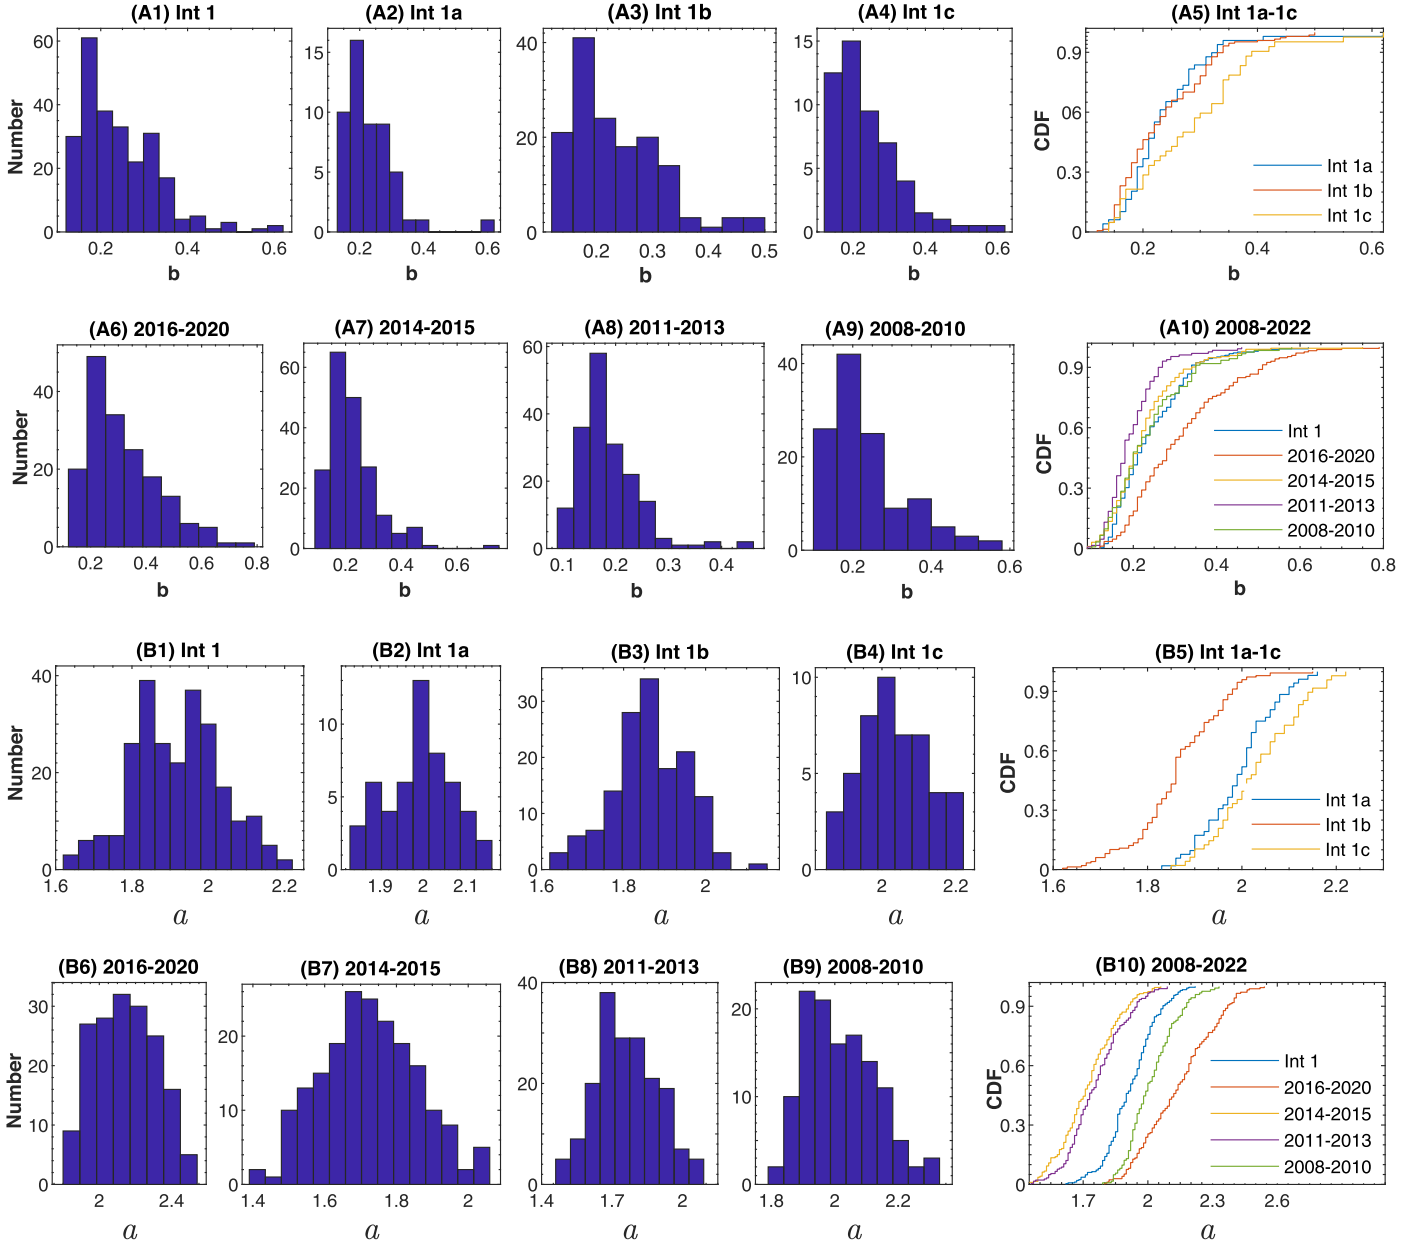 (A1) Int 1
(A2) Int 1a
(A3) Int 1b
(A4) Int 1c
(A5) Int 1a-1c
Number
60
40
20
0
0.2 0.4 0.6
b
15
10
5
0
0.2 0.4 0.6
b
40
20
0
0.2 0.3 0.4 0.5
b
15
10
5
0
0.2 0.4 0.6
b
CDF
0.9
06
0.3
0
Int 1a
Int 1b
Int 1c
0.2 0.4 0.6
b
(A6) 2016-2020
(A7) 2014-2015
(A8) 2011-2013
(A9) 2008-2010
(A10) 2008-2022
Number
40
20
0
0.2 0.4 0.6 0.8
b
60
40
20
0
0.2 0.4 0.6
b
60
40
20
0
0.1 0.2 0.3 0.4
b
40
20
0
0.2 0.4 0.6
b
CDF
0.9
0.6
0.3
0
Int 1
2016-2020
2014-2015
2011-2013
2008-2010
0.2 0.4 0.6 0.8
b
(B1) Int 1
(B2) Int 1a
(B3) Int 1b
(B4) Int 1c
(B5) Int 1a-1c
Number
40
20
0
1.6 1.8 2 2.2
a
10
5
0
1.9 2 2.1
a
30
20
10
0
1.6 1.8 2
a
10
5
0
2 2.2
a
CDF
0.9
0.6
0.3
0
Int 1a
Int 1b
Int 1c
1.6 1.8 2 2.2
a
(B6) 2016-2020
(B7) 2014-2015
(B8) 2011-2013
(B9) 2008-2010
(B10) 2008-2022
Number
30
20
10
0
2 2.4
a
20
10
0
1.4 1.6 1.8 2
a
40
20
0
1.4 1.7 2
a
20
10
0
1.8 2 2.2
a
CDF
0.9
0.6
0.3
0
Int 1
2016-2020
2014-2015
2011-2013
2008-2010
1.7 2 2.3 2.6
a